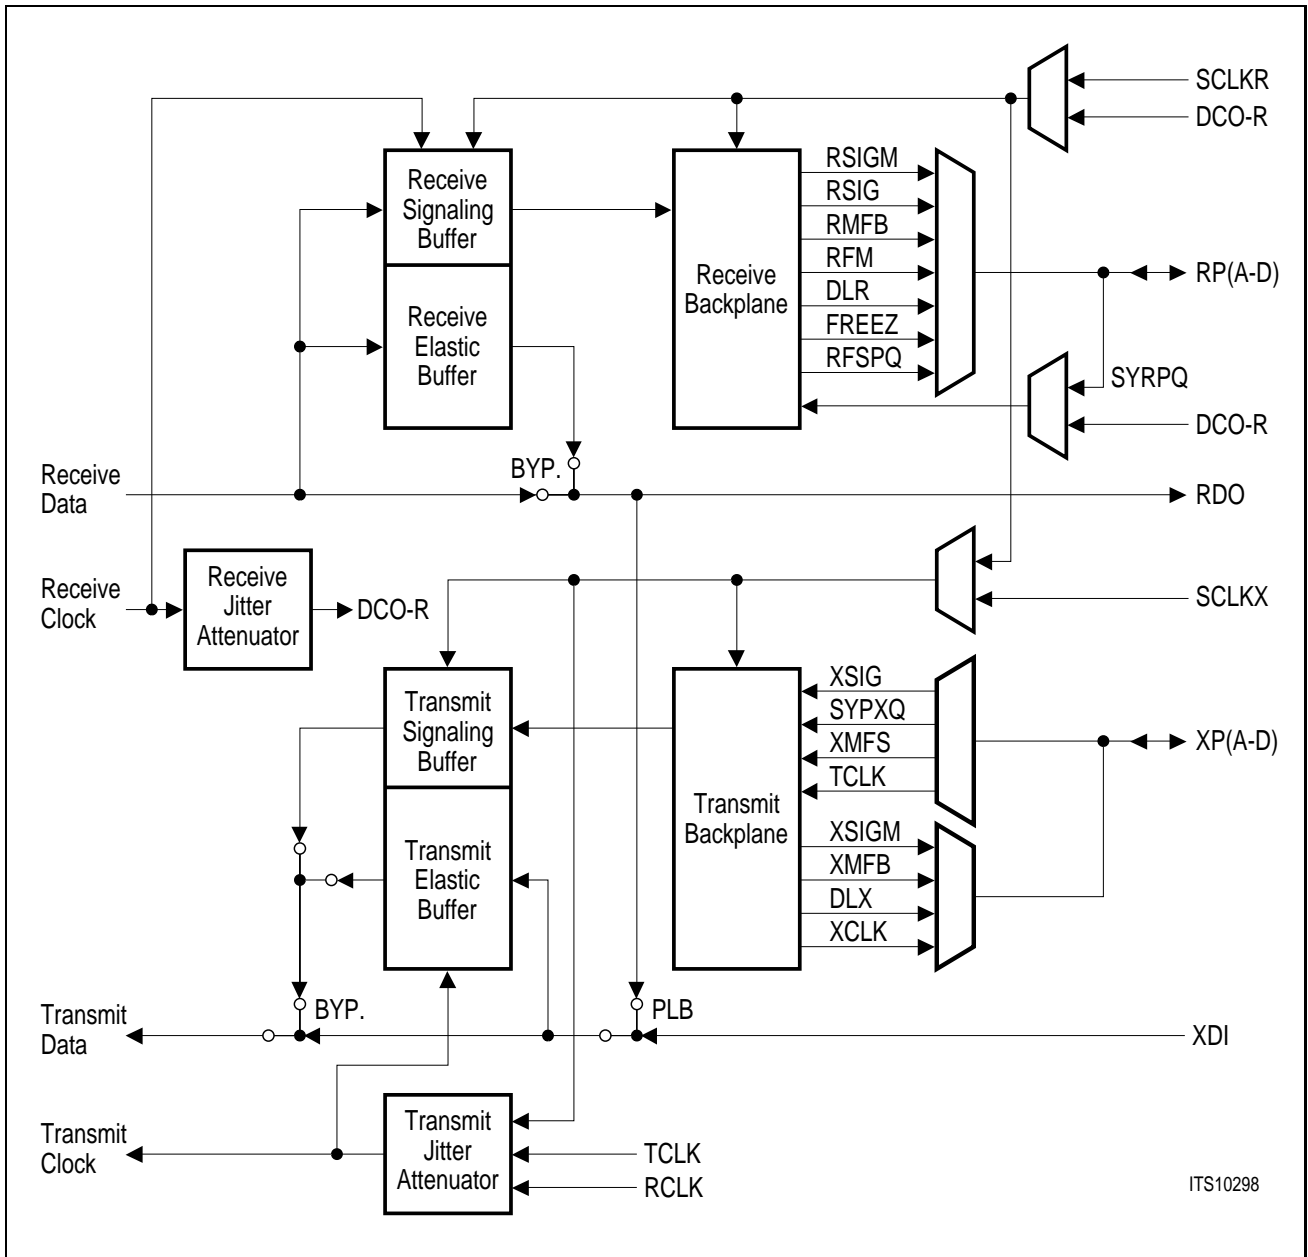 SCLKR
DCO-R
Receive
Signaling
Buffer
Receive
Elastic
Buffer
Receive
Backplane
RSIGM
RSIG
RMFB
RFM
DLR
FREEZ
RFSPQ
RP(A-D)
SYRPQ
DCO-R
Receive
Data
BYP.
RDO
Receive
Clock
Receive
Jitter
Attenuator
DCO-R
SCLKX
Transmit
Signaling
Buffer
Transmit
Elastic
Buffer
Transmit
Backplane
XSIG
SYPXQ
XMFS
TCLK
XSIGM
XMFB
DLX
XCLK
XP(A-D)
Transmit
Data
BYP.
PLB
XDI
Transmit
Clock
Transmit
Jitter
Attenuator
TCLK
RCLK
ITS10298